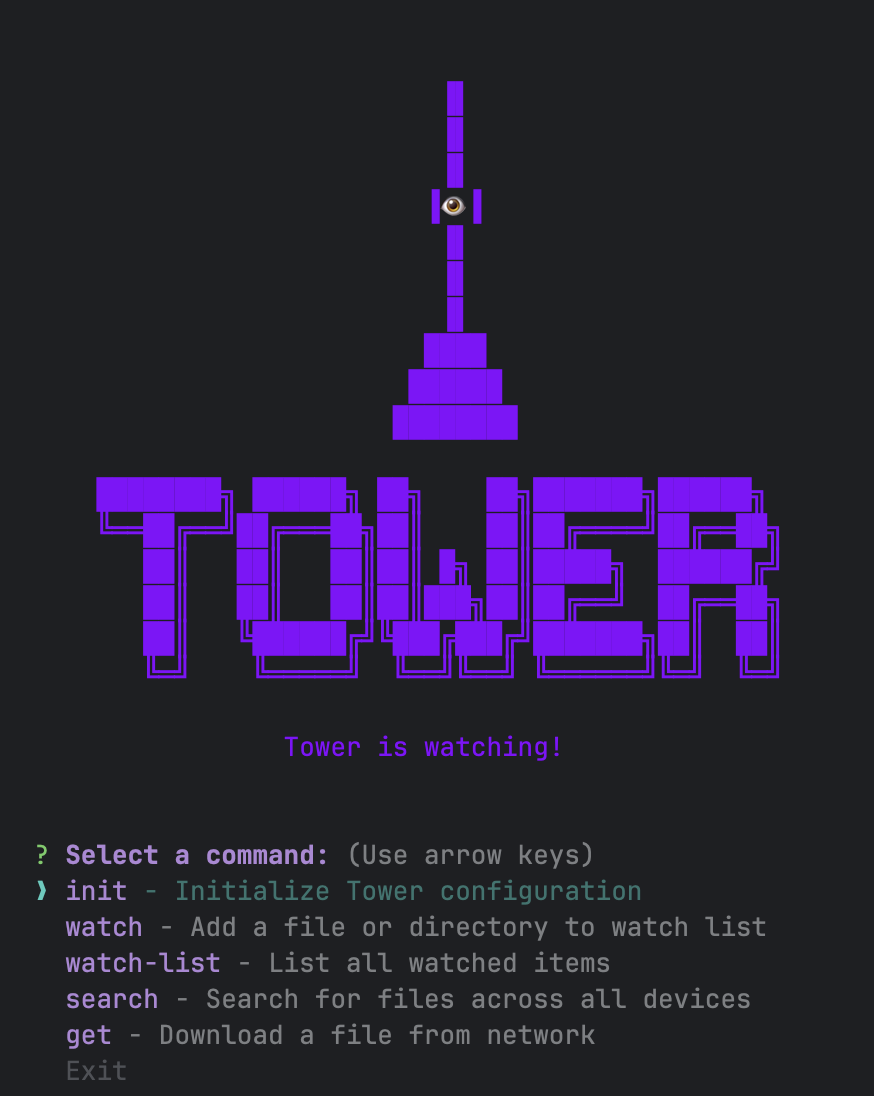 TOWER
Tower is watching!
? Select a command: (Use arrow keys)
❯ init - Initialize Tower configuration
watch - Add a file or directory to watch list
watch-list - List all watched items
search - Search for files across all devices
get - Download a file from network
Exit